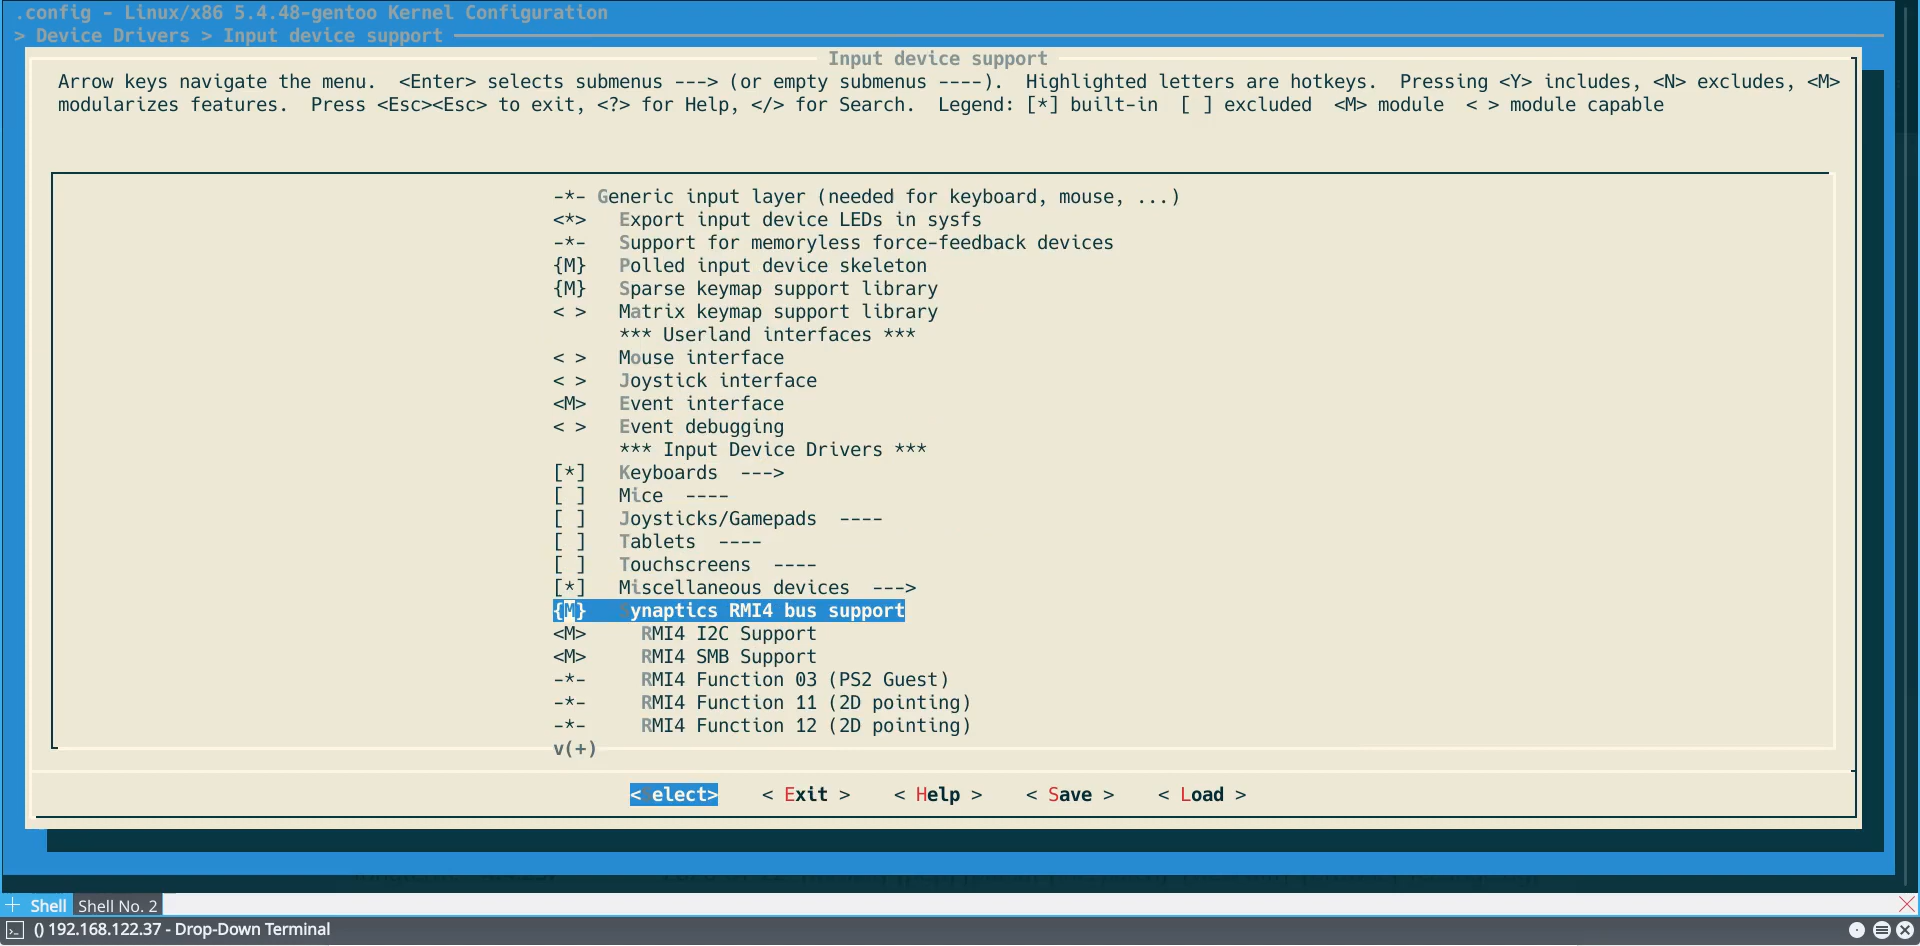 .config - Linux/x86 5.4.48-gentoo Kernel Configuration
> Device Drivers > Input device support
Input device support
Arrow keys navigate the menu.  <Enter> selects submenus ---> (or empty submenus ----).  Highlighted letters are hotkeys.  Pressing <Y> includes, <N> excludes, <M>
modularizes features.  Press <Esc><Esc> to exit, <?> for Help, </> for Search.  Legend: [*] built-in  [ ] excluded  <M> module  < > module capable
-*- Generic input layer (needed for keyboard, mouse, ...)
<*>   Export input device LEDs in sysfs
-*-   Support for memoryless force-feedback devices
{M}   Polled input device skeleton
{M}   Sparse keymap support library
< >   Matrix keymap support library
*** Userland interfaces ***
< >   Mouse interface
< >   Joystick interface
<M>   Event interface
< >   Event debugging
*** Input Device Drivers ***
[*]   Keyboards  --->
[ ]   Mice  ----
[ ]   Joysticks/Gamepads  ----
[ ]   Tablets  ----
[ ]   Touchscreens  ----
[*]   Miscellaneous devices  --->
{M}   Synaptics RMI4 bus support
<M>     RMI4 I2C Support
<M>     RMI4 SMB Support
-*-     RMI4 Function 03 (PS2 Guest)
-*-     RMI4 Function 11 (2D pointing)
-*-     RMI4 Function 12 (2D pointing)
v(+)
<Select>    < Exit >    < Help >    < Save >    < Load >
Shell  Shell No. 2
() 192.168.122.37 - Drop-Down Terminal